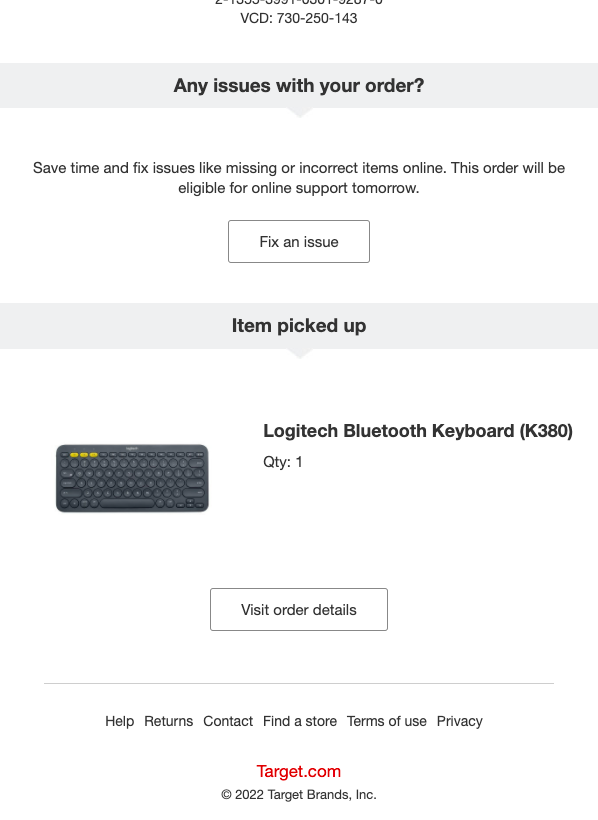 VCD: 730-250-143
Any issues with your order?
Save time and fix issues like missing or incorrect items online. This order will be
eligible for online support tomorrow.
Fix an issue
Item picked up
Logitech Bluetooth Keyboard (K380)
Qty: 1
Visit order details
Help Returns Contact Find a store Terms of use Privacy
Target.com
© 2022 Target Brands, Inc.